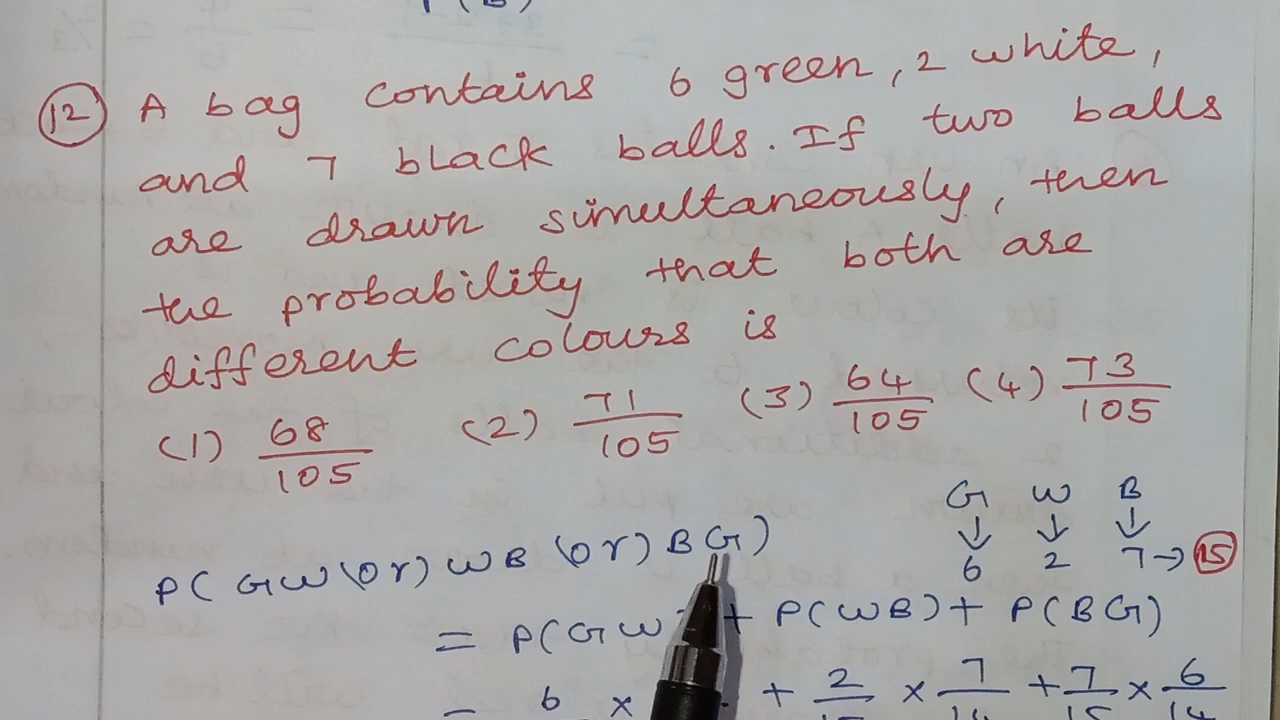 P(B)
(12) A bag contains 6 green, 2 white,
and 7 black balls. If two balls
are drawn simultaneously, then
the probability that both are
different colours is
(1) 68/105 (2) 71/105 (3) 64/105 (4) 73/105
G W B
↓ ↓ ↓
6 2 7 → 15
P(GW (or) WB (or) BG)
= P(GW + P(WB) + P(BG)
= 6 × + 2/15 × 7/14 + 7/15 × 6/14